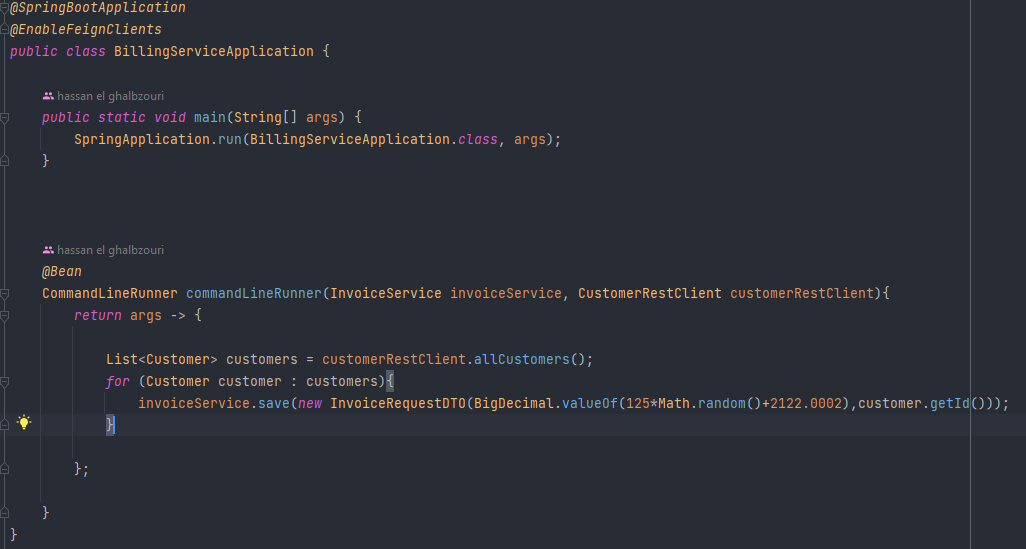 @SpringBootApplication
@EnableFeignClients
public class BillingServiceApplication {
hassan el ghalbzouri
public static void main(String[] args) {
SpringApplication.run(BillingServiceApplication.class, args);
}
hassan el ghalbzouri
@Bean
CommandLineRunner commandLineRunner(InvoiceService invoiceService, CustomerRestClient customerRestClient){
return args -> {
List<Customer> customers = customerRestClient.allCustomers();
for (Customer customer : customers){
invoiceService.save(new InvoiceRequestDTO(BigDecimal.valueOf(125*Math.random()+2122.0002),customer.getId()));
}
};
}
}